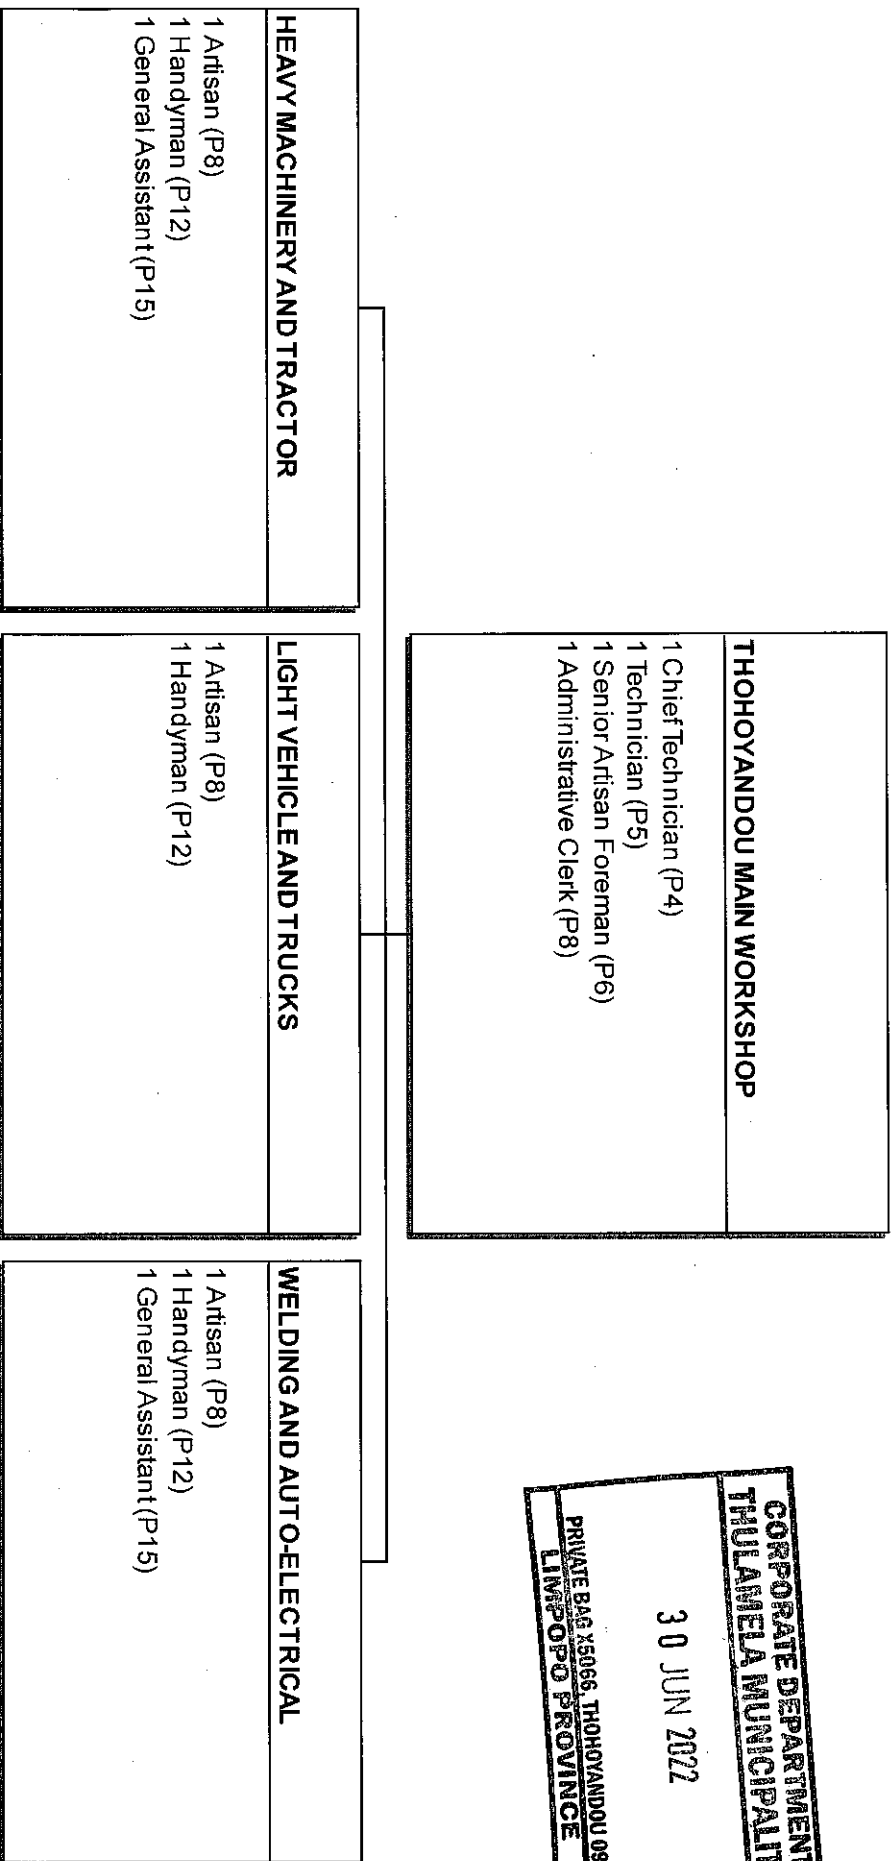 THOHOYANDOU MAIN WORKSHOP
1 Chief Technician (P4)
1 Technician (P5)
1 Senior Artisan Foreman (P6)
1 Administrative Clerk (P8)
CORPORATE DEPARTMENT
THULAMELA MUNICIPALIT
30 JUN 2022
PRIVATE BAG X5066, THOHOYANDOU 09
LIMPOPO PROVINCE
HEAVY MACHINERY AND TRACTOR
1 Artisan (P8)
1 Handyman (P12)
1 General Assistant (P15)
LIGHT VEHICLE AND TRUCKS
1 Artisan (P8)
1 Handyman (P12)
WELDING AND AUTO-ELECTRICAL
1 Artisan (P8)
1 Handyman (P12)
1 General Assistant (P15)